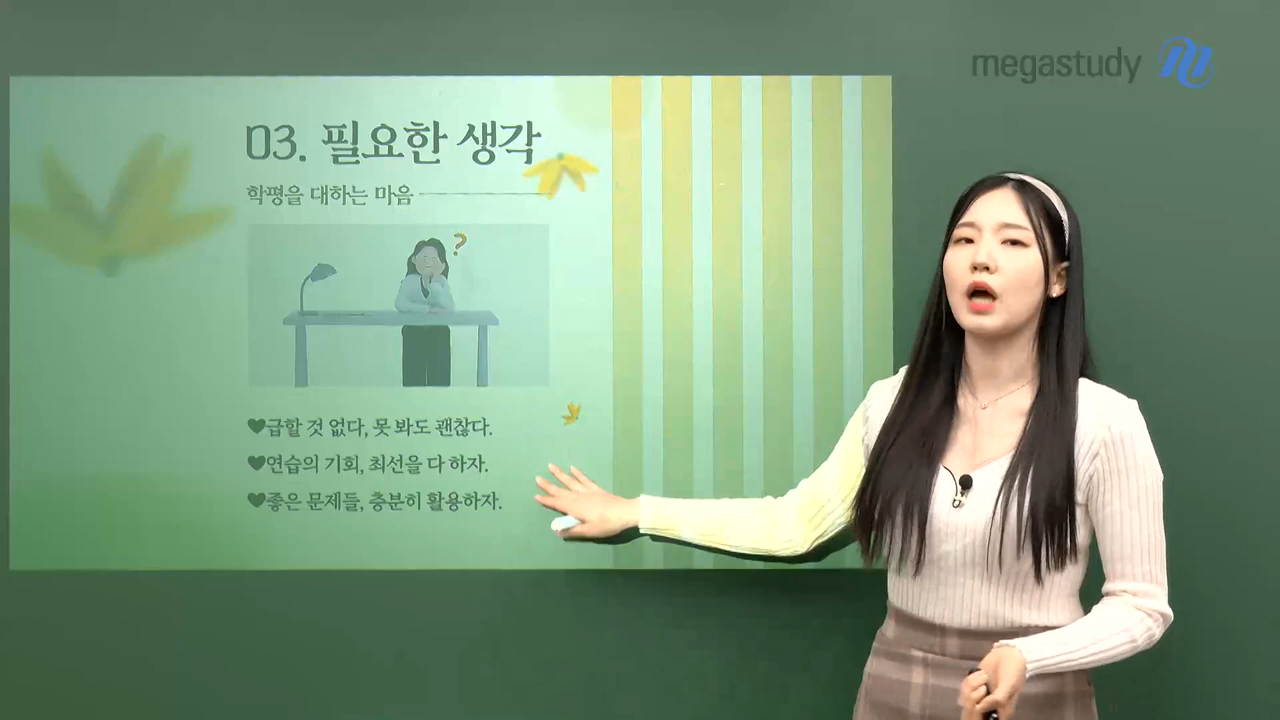 megastudy
03. 필요한 생각
학평을 대하는 마음
?
♥급할 것 없다, 못 봐도 괜찮다.
♥연습의 기회, 최선을 다 하자.
♥좋은 문제들, 충분히 활용하자.